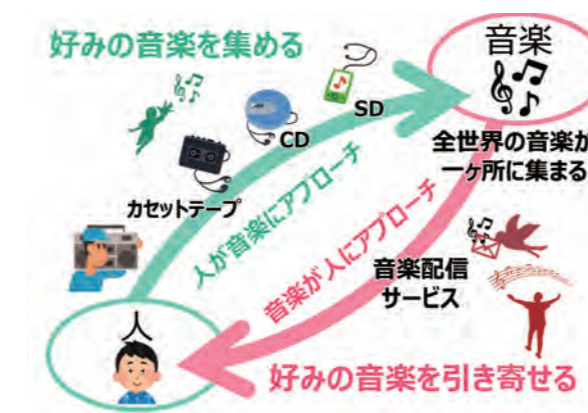 好みの音楽を集める
音楽
SD
CD
カセットテープ
全世界の音楽が
一ヶ所に集まる
人が音楽にアプローチ
音楽が人にアプローチ
音楽配信
サービス
人
好みの音楽を引き寄せる